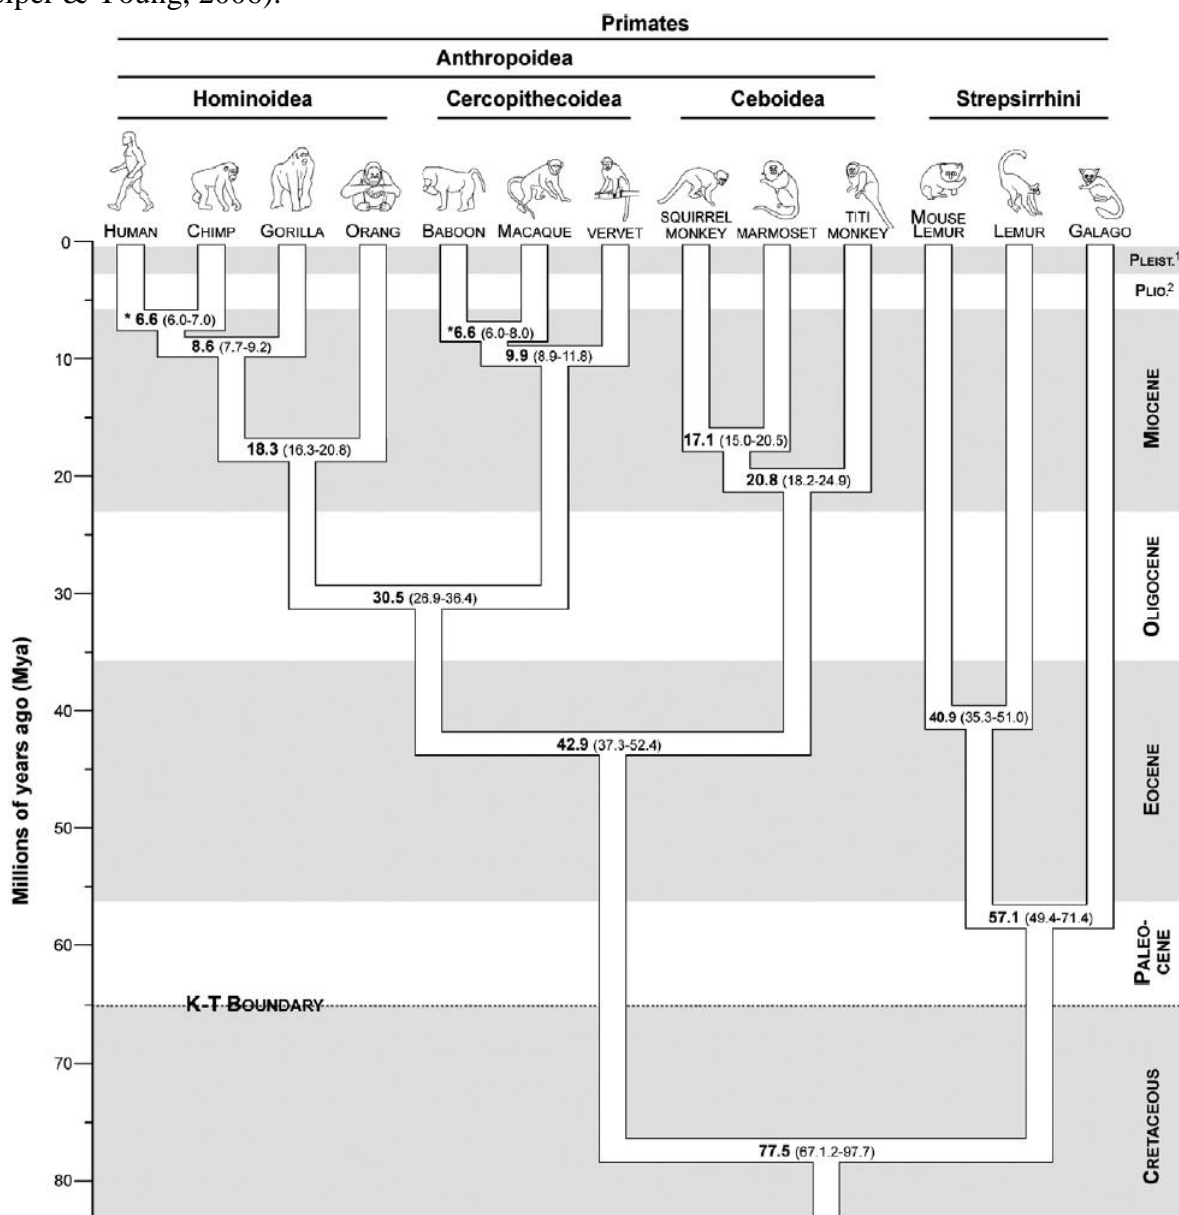 Primates
Anthropoidea
Hominoidea Cercopithecoidea Ceboidea Strepsirrhini
HUMAN CHIMP GORILLA ORANG BABOON MACAQUE VERVET SQUIRREL MONKEY MARMOSET TITI MONKEY MOUSE LEMUR LEMUR GALAGO
0
PLEIST.1
PLIO.2
* 6.6 (6.0-7.0)
*6.6 (6.0-8.0)
8.6 (7.7-9.2)
9.9 (8.9-11.8)
10
MIOCENE
17.1 (15.0-20.5)
18.3 (16.3-20.8)
20
20.8 (18.2-24.9)
OLIGOCENE
30
30.5 (26.9-36.4)
Millions of years ago (Mya)
40
40.9 (35.3-51.0)
42.9 (37.3-52.4)
EOCENE
50
57.1 (49.4-71.4)
60
PALEO-
CENE
K-T BOUNDARY
70
CRETACEOUS
77.5 (67.1.2-97.7)
80